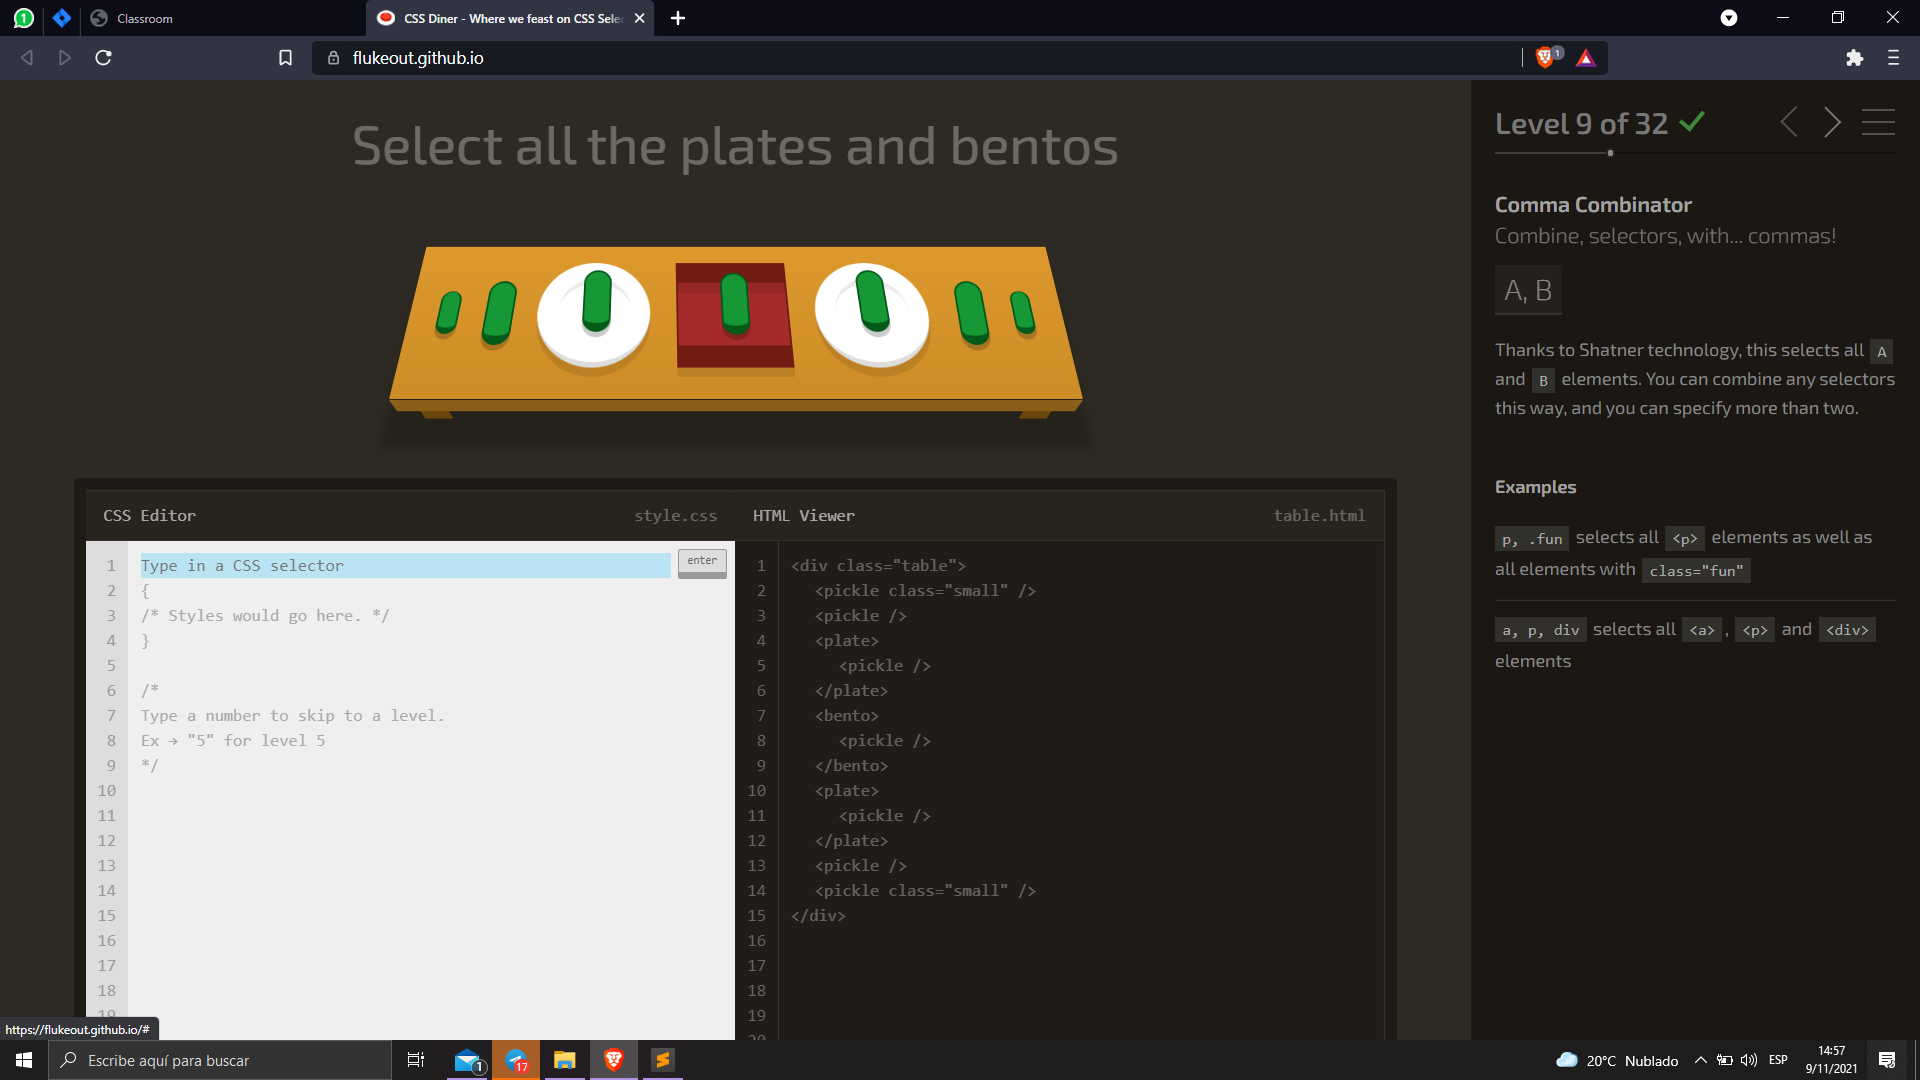 1
Classroom
CSS Diner - Where we feast on CSS Sele
flukeout.github.io
1
Select all the plates and bentos
Level 9 of 32
Comma Combinator
Combine, selectors, with... commas!
A, B
Thanks to Shatner technology, this selects all A
and B elements. You can combine any selectors
this way, and you can specify more than two.
Examples
p, .fun selects all <p> elements as well as
all elements with class="fun"
a, p, div selects all <a>, <p> and <div>
elements
CSS Editor style.css
1 Type in a CSS selector
enter
2 {
3 /* Styles would go here. */
4 }
5
6 /*
7 Type a number to skip to a level.
8 Ex → "5" for level 5
9 */
10
11
12
13
14
15
16
17
18
19
HTML Viewer table.html
1 <div class="table">
2 <pickle class="small" />
3 <pickle />
4 <plate>
5 <pickle />
6 </plate>
7 <bento>
8 <pickle />
9 </bento>
10 <plate>
11 <pickle />
12 </plate>
13 <pickle />
14 <pickle class="small" />
15 </div>
16
17
18
19
20
https://flukeout.github.io/#
Escribe aquí para buscar
1
17
20°C Nublado
ESP
14:57
9/11/2021